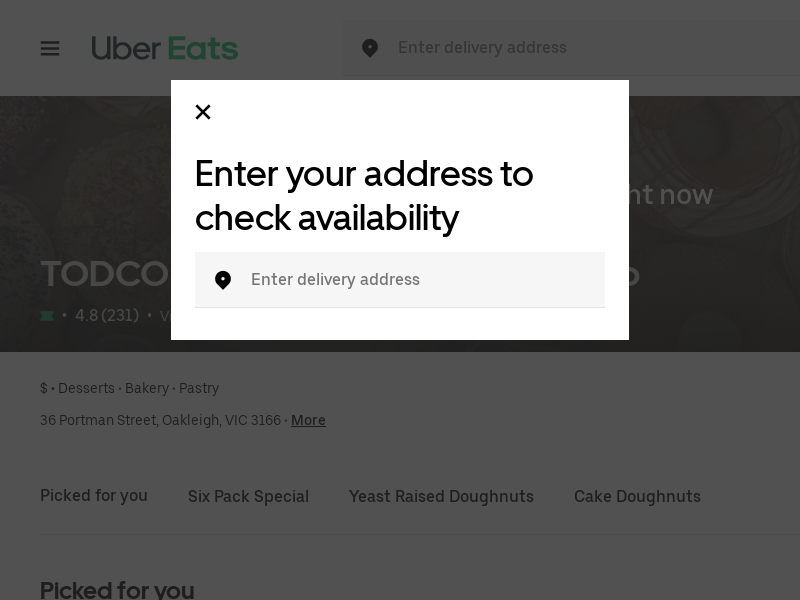 Uber Eats
Enter delivery address
Enter your address to
check availability
Enter delivery address
now
TODCO
• 4.8 (231) •
$ • Desserts • Bakery • Pastry
36 Portman Street, Oakleigh, VIC 3166 • More
Picked for you
Six Pack Special
Yeast Raised Doughnuts
Cake Doughnuts
Picked for you